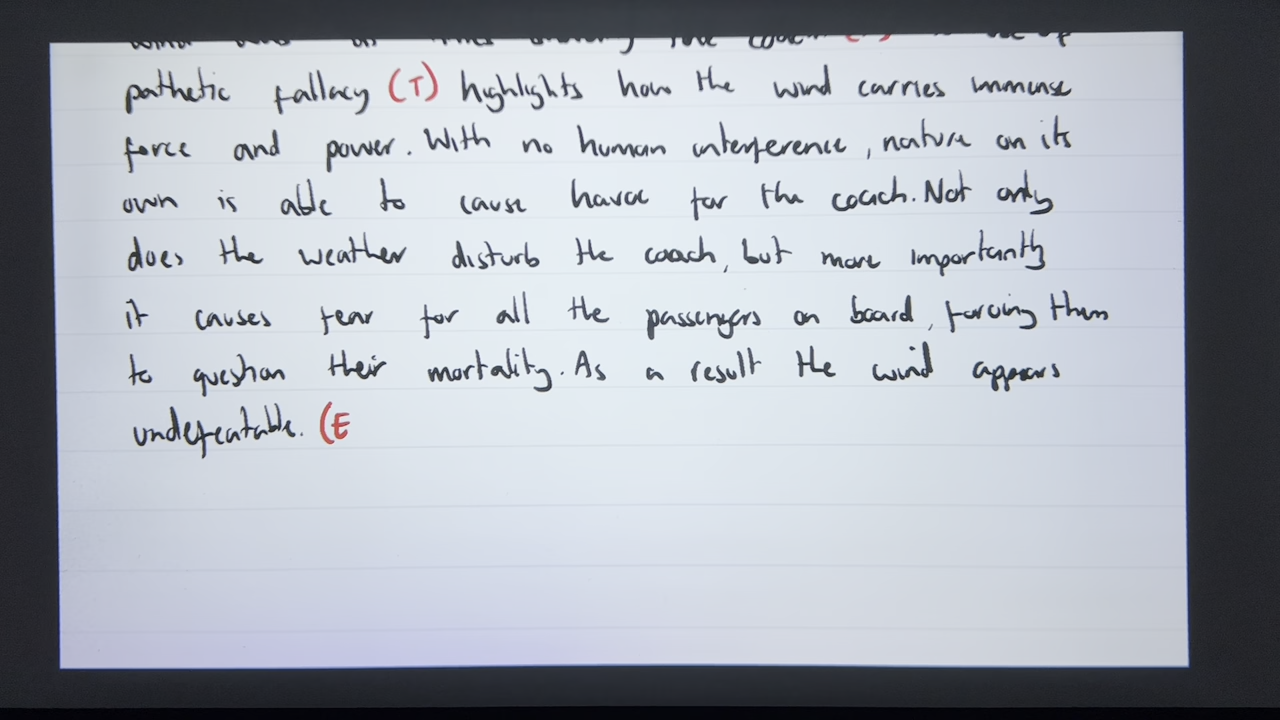 pathetic fallacy (T) highlights how the wind carries immense
force and power. With no human interference, nature on its
own is able to cause havoc for the coach. Not only
does the weather disturb the coach, but more importantly
it causes fear for all the passengers on board, forcing them
to question their mortality. As a result the wind appears
undefeatable. (E